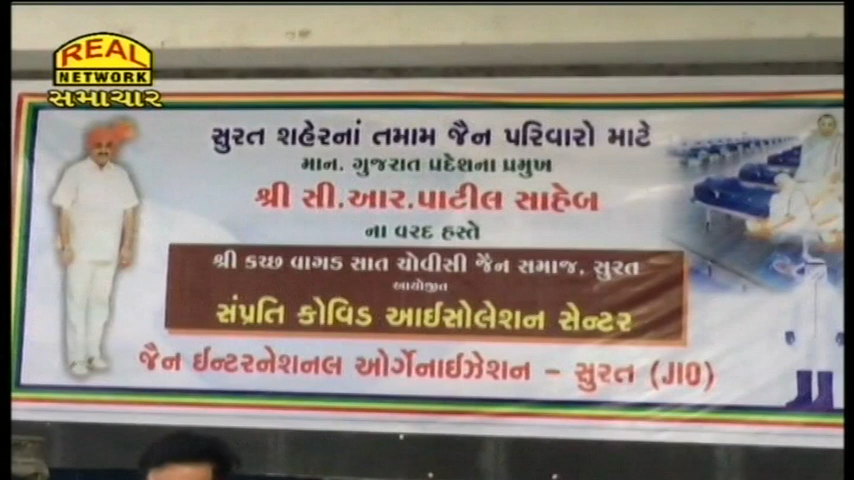 REAL
NETWORK
સમાચાર
સુરત શહેરનાં તમામ જૈન પરિવારો માટે
માન. ગુજરાત પ્રદેશના પ્રમુખ
શ્રી સી.આર.પાટીલ સાહેબ
ના વરદ હસ્તે
શ્રી કચ્છ વાગડ સાત ચોવીસી જૈન સમાજ, સુરત
આયોજીત
સંપ્રતિ કોવિડ આઈસોલેશન સેન્ટર
જૈન ઈન્ટરનેશનલ ઓર્ગેનાઈઝેશન - સુરત (JIO)